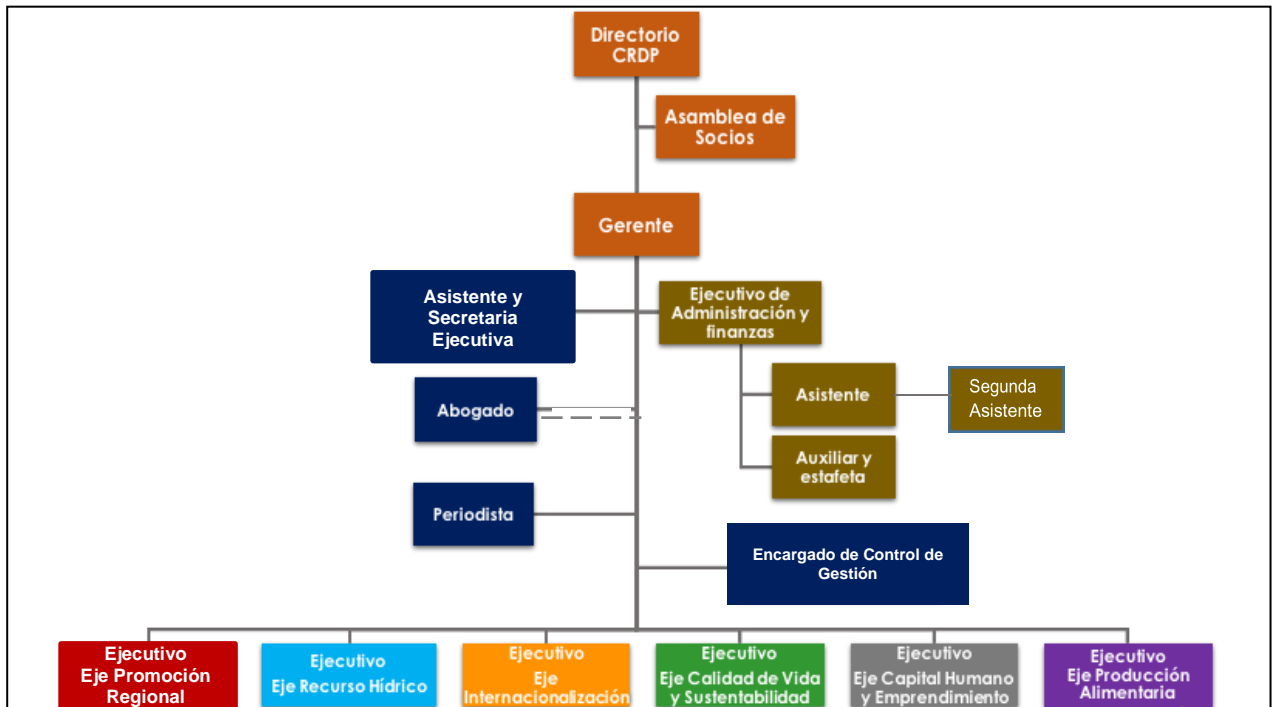 Directorio
CRDP
Asamblea de
Socios
Gerente
Asistente y
Secretaria
Ejecutiva
Ejecutivo de
Administración y
finanzas
Abogado
Asistente
Segunda
Asistente
Auxiliar y
estafeta
Periodista
Encargado de Control de
Gestión
Ejecutivo
Eje Promoción
Regional
Ejecutivo
Eje Recurso Hídrico
Ejecutivo
Eje
Internacionalización
Ejecutivo
Eje Calidad de Vida
y Sustentabilidad
Ejecutivo
Eje Capital Humano
y Emprendimiento
Ejecutivo
Eje Producción
Alimentaria